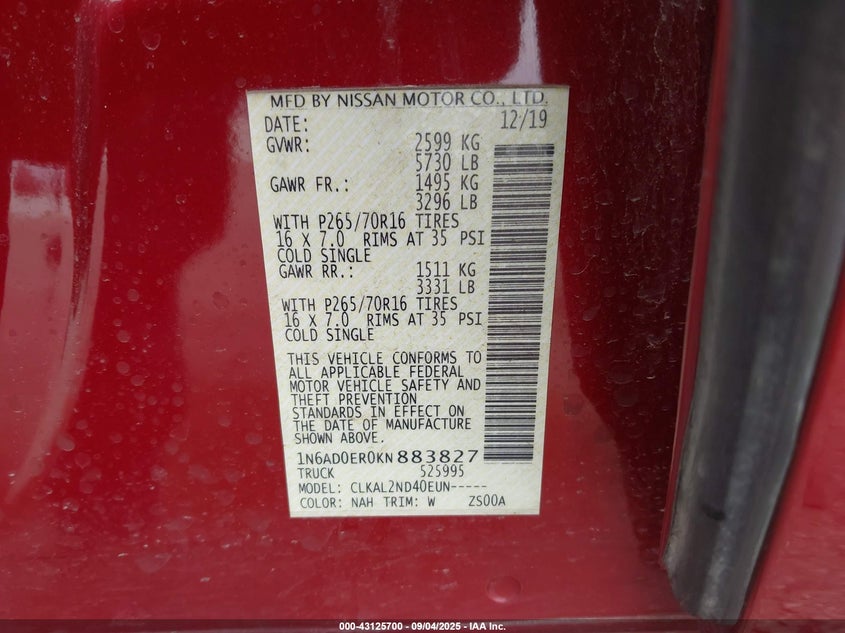 MFD BY NISSAN MOTOR CO., LTD.
DATE: 12/19
GVWR: 2599 KG
5730 LB
GAWR FR.: 1495 KG
3296 LB
WITH P265/70R16 TIRES
16 X 7.0 RIMS AT 35 PSI
COLD SINGLE
GAWR RR.: 1511 KG
3331 LB
WITH P265/70R16 TIRES
16 X 7.0 RIMS AT 35 PSI
COLD SINGLE
THIS VEHICLE CONFORMS TO
ALL APPLICABLE FEDERAL
MOTOR VEHICLE SAFETY AND
THEFT PREVENTION
STANDARDS IN EFFECT ON
THE DATE OF MANUFACTURE
SHOWN ABOVE.
1N6AD0ER0KN883827
TRUCK 525995
MODEL: CLKAL2ND40EUN-----
COLOR: NAH TRIM: W ZS00A
000-43125700 - 09/04/2025 - IAA Inc.